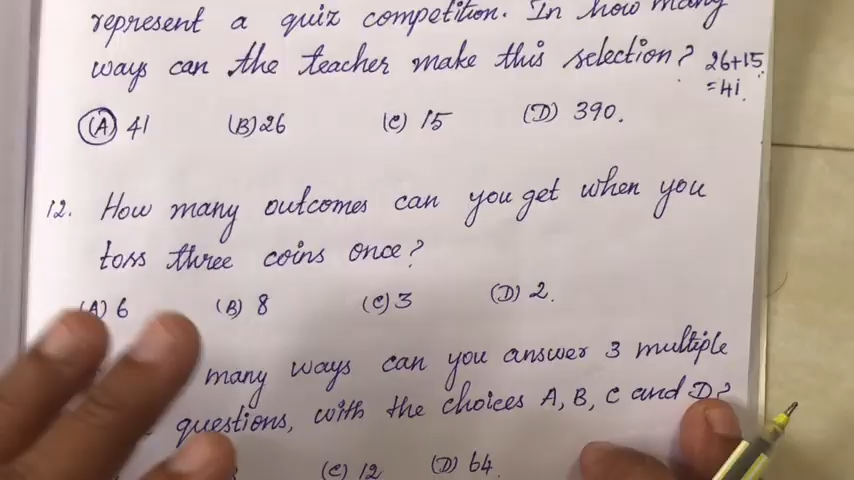 represent a quiz competition. In how many
ways can the teacher make this selection? 26+15
=41.
(A) 41 (B) 26 (C) 15 (D) 390.
12. How many outcomes can you get when you
toss three coins once?
(A) 6 (B) 8 (C) 3 (D) 2.
many ways can you answer 3 multiple
questions, with the choices A, B, C and D?
(C) 12 (D) 64